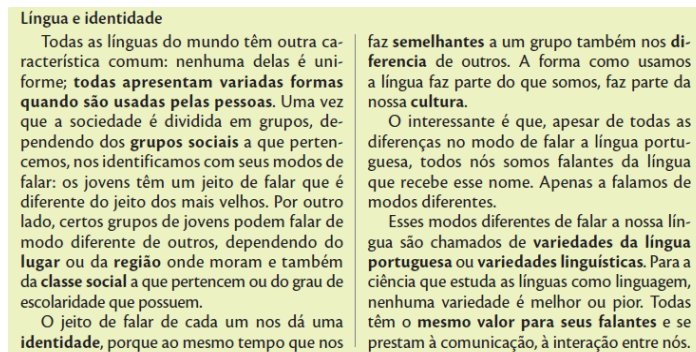 Língua e identidade
Todas as línguas do mundo têm outra ca-
racterística comum: nenhuma delas é uni-
forme; todas apresentam variadas formas
quando são usadas pelas pessoas. Uma vez
que a sociedade é dividida em grupos, de-
pendendo dos grupos sociais a que perten-
cemos, nos identificamos com seus modos de
falar: os jovens têm um jeito de falar que é
diferente do jeito dos mais velhos. Por outro
lado, certos grupos de jovens podem falar de
modo diferente de outros, dependendo do
lugar ou da região onde moram e também
da classe social a que pertencem ou do grau de
escolaridade que possuem.
O jeito de falar de cada um nos dá uma
identidade, porque ao mesmo tempo que nos
faz semelhantes a um grupo também nos di-
ferencia de outros. A forma como usamos
a língua faz parte do que somos, faz parte da
nossa cultura.
O interessante é que, apesar de todas as
diferenças no modo de falar a língua portu-
guesa, todos nós somos falantes da língua
que recebe esse nome. Apenas a falamos de
modos diferentes.
Esses modos diferentes de falar a nossa lín-
gua são chamados de variedades da língua
portuguesa ou variedades linguísticas. Para a
ciência que estuda as línguas como linguagem,
nenhuma variedade é melhor ou pior. Todas
têm o mesmo valor para seus falantes e se
prestam à comunicação, à interação entre nós.